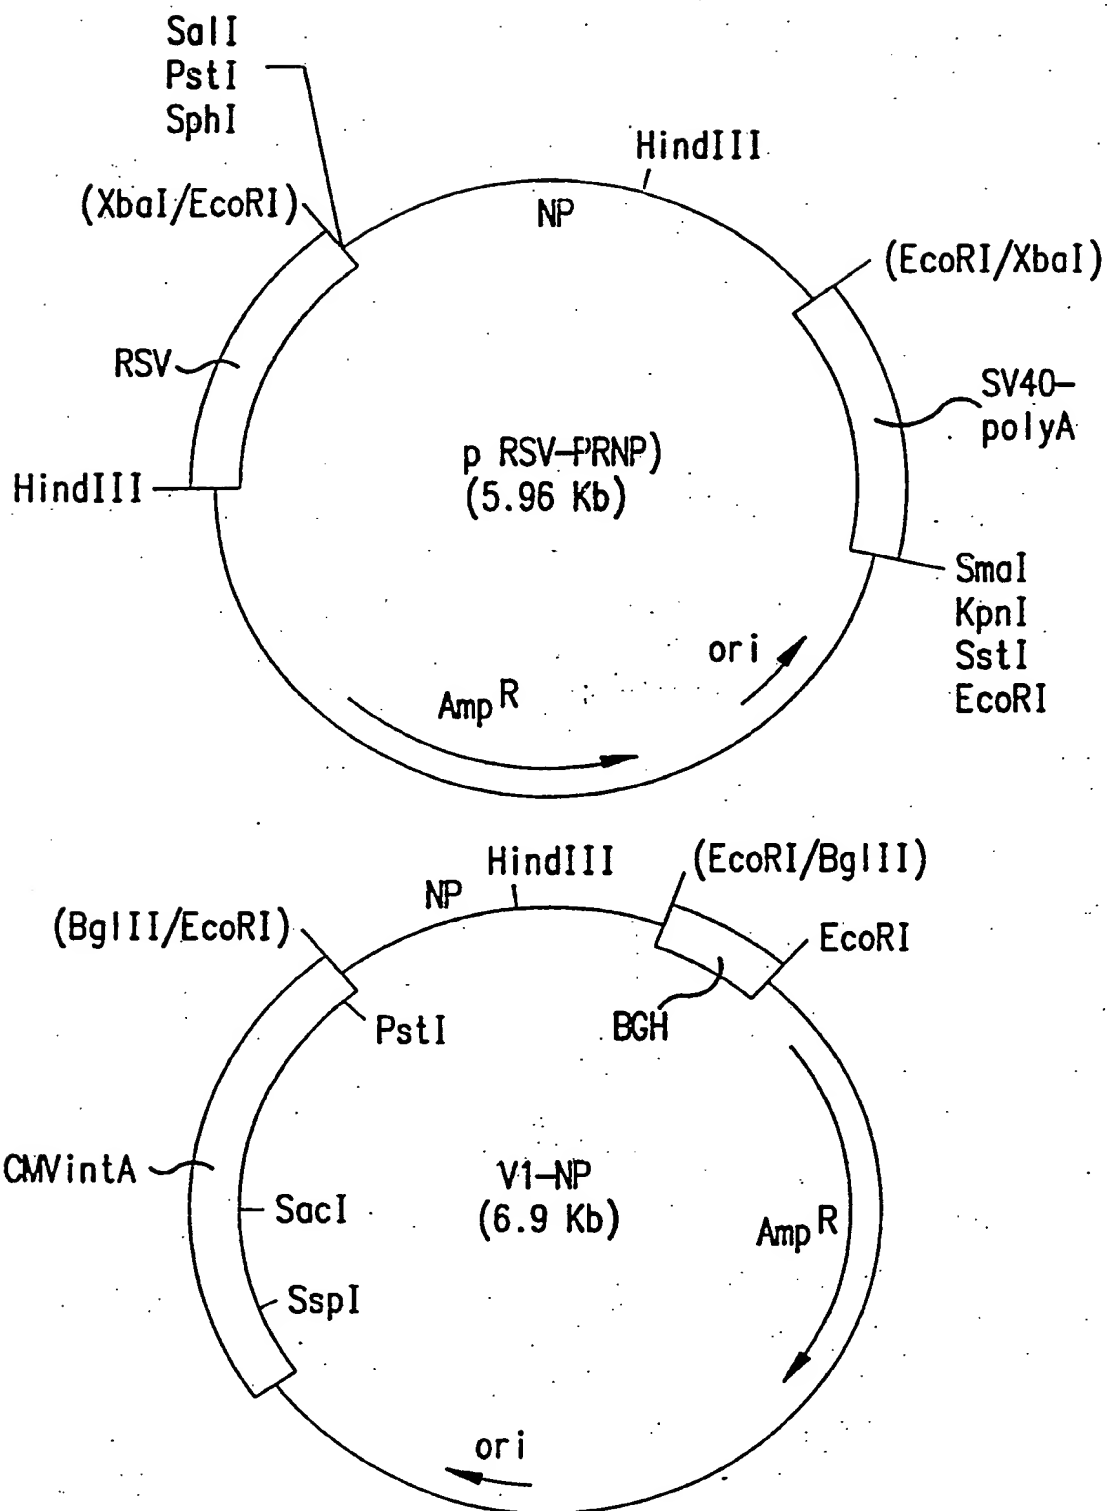 SalI
PstI
SphI
HindIII
(XbaI/EcoRI)
NP
(EcoRI/XbaI)
RSV
SV40-
polyA
p RSV-PRNP)
(5.96 Kb)
HindIII
SmaI
KpnI
SstI
EcoRI
ori
Amp R
HindIII
(EcoRI/BglII)
NP
(BglII/EcoRI)
EcoRI
PstI
BGH
CMVintA
V1-NP
(6.9 Kb)
SacI
Amp R
SspI
ori